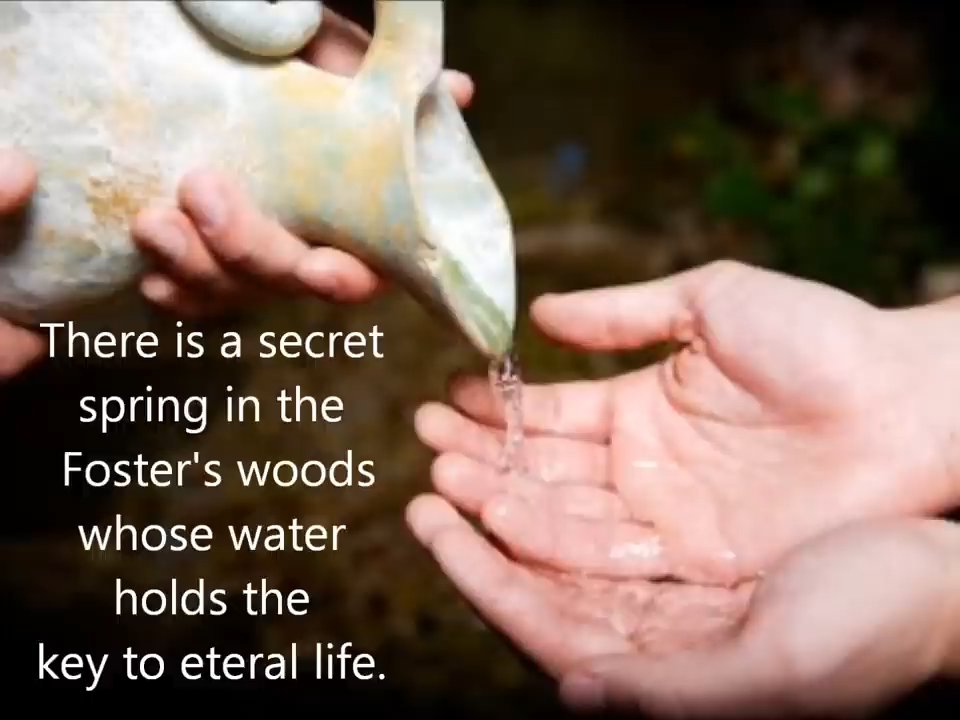 There is a secret
spring in the
Foster's woods
whose water
holds the
key to eteral life.